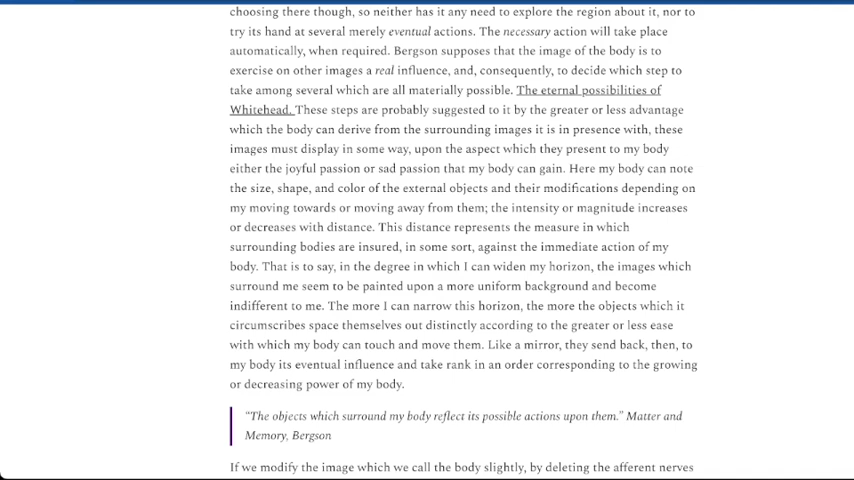 choosing there though, so neither has it any need to explore the region about it, nor to
try its hand at several merely eventual actions. The necessary action will take place
automatically, when required. Bergson supposes that the image of the body is to
exercise on other images a real influence, and, consequently, to decide which step to
take among several which are all materially possible. The eternal possibilities of
Whitehead. These steps are probably suggested to it by the greater or less advantage
which the body can derive from the surrounding images it is in presence with, these
images must display in some way, upon the aspect which they present to my body
either the joyful passion or sad passion that my body can gain. Here my body can note
the size, shape, and color of the external objects and their modifications depending on
my moving towards or moving away from them; the intensity or magnitude increases
or decreases with distance. This distance represents the measure in which
surrounding bodies are insured, in some sort, against the immediate action of my
body. That is to say, in the degree in which I can widen my horizon, the images which
surround me seem to be painted upon a more uniform background and become
indifferent to me. The more I can narrow this horizon, the more the objects which it
circumscribes space themselves out distinctly according to the greater or less ease
with which my body can touch and move them. Like a mirror, they send back, then, to
my body its eventual influence and take rank in an order corresponding to the growing
or decreasing power of my body.
“The objects which surround my body reflect its possible actions upon them.” Matter and
Memory, Bergson
If we modify the image which we call the body slightly, by deleting the afferent nerves